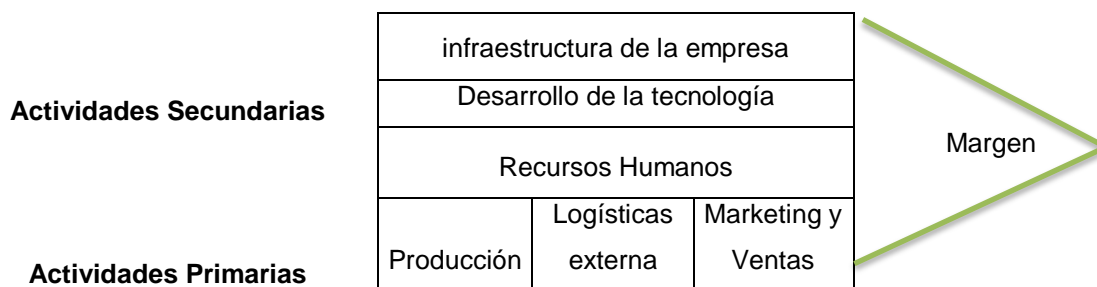 infraestructura de la empresa
Actividades Secundarias
Desarrollo de la tecnología
Recursos Humanos
Margen
Producción
Logísticas
externa
Marketing y
Ventas
Actividades Primarias